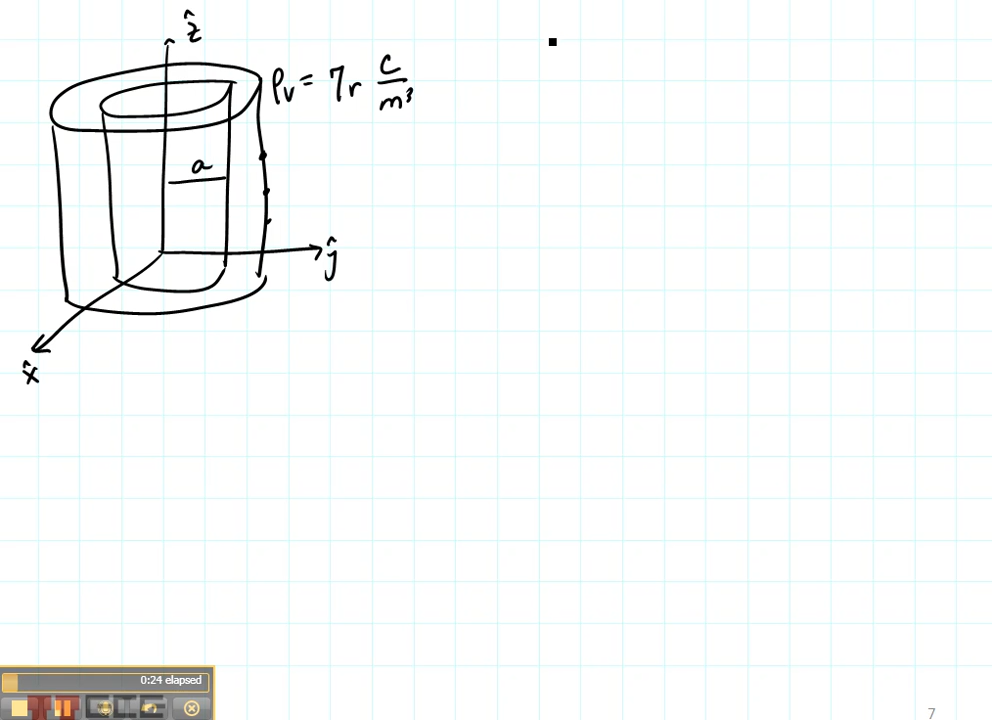 ẑ
ρv = 7r C/m³
a
ŷ
x̂
0:24 elapsed
7